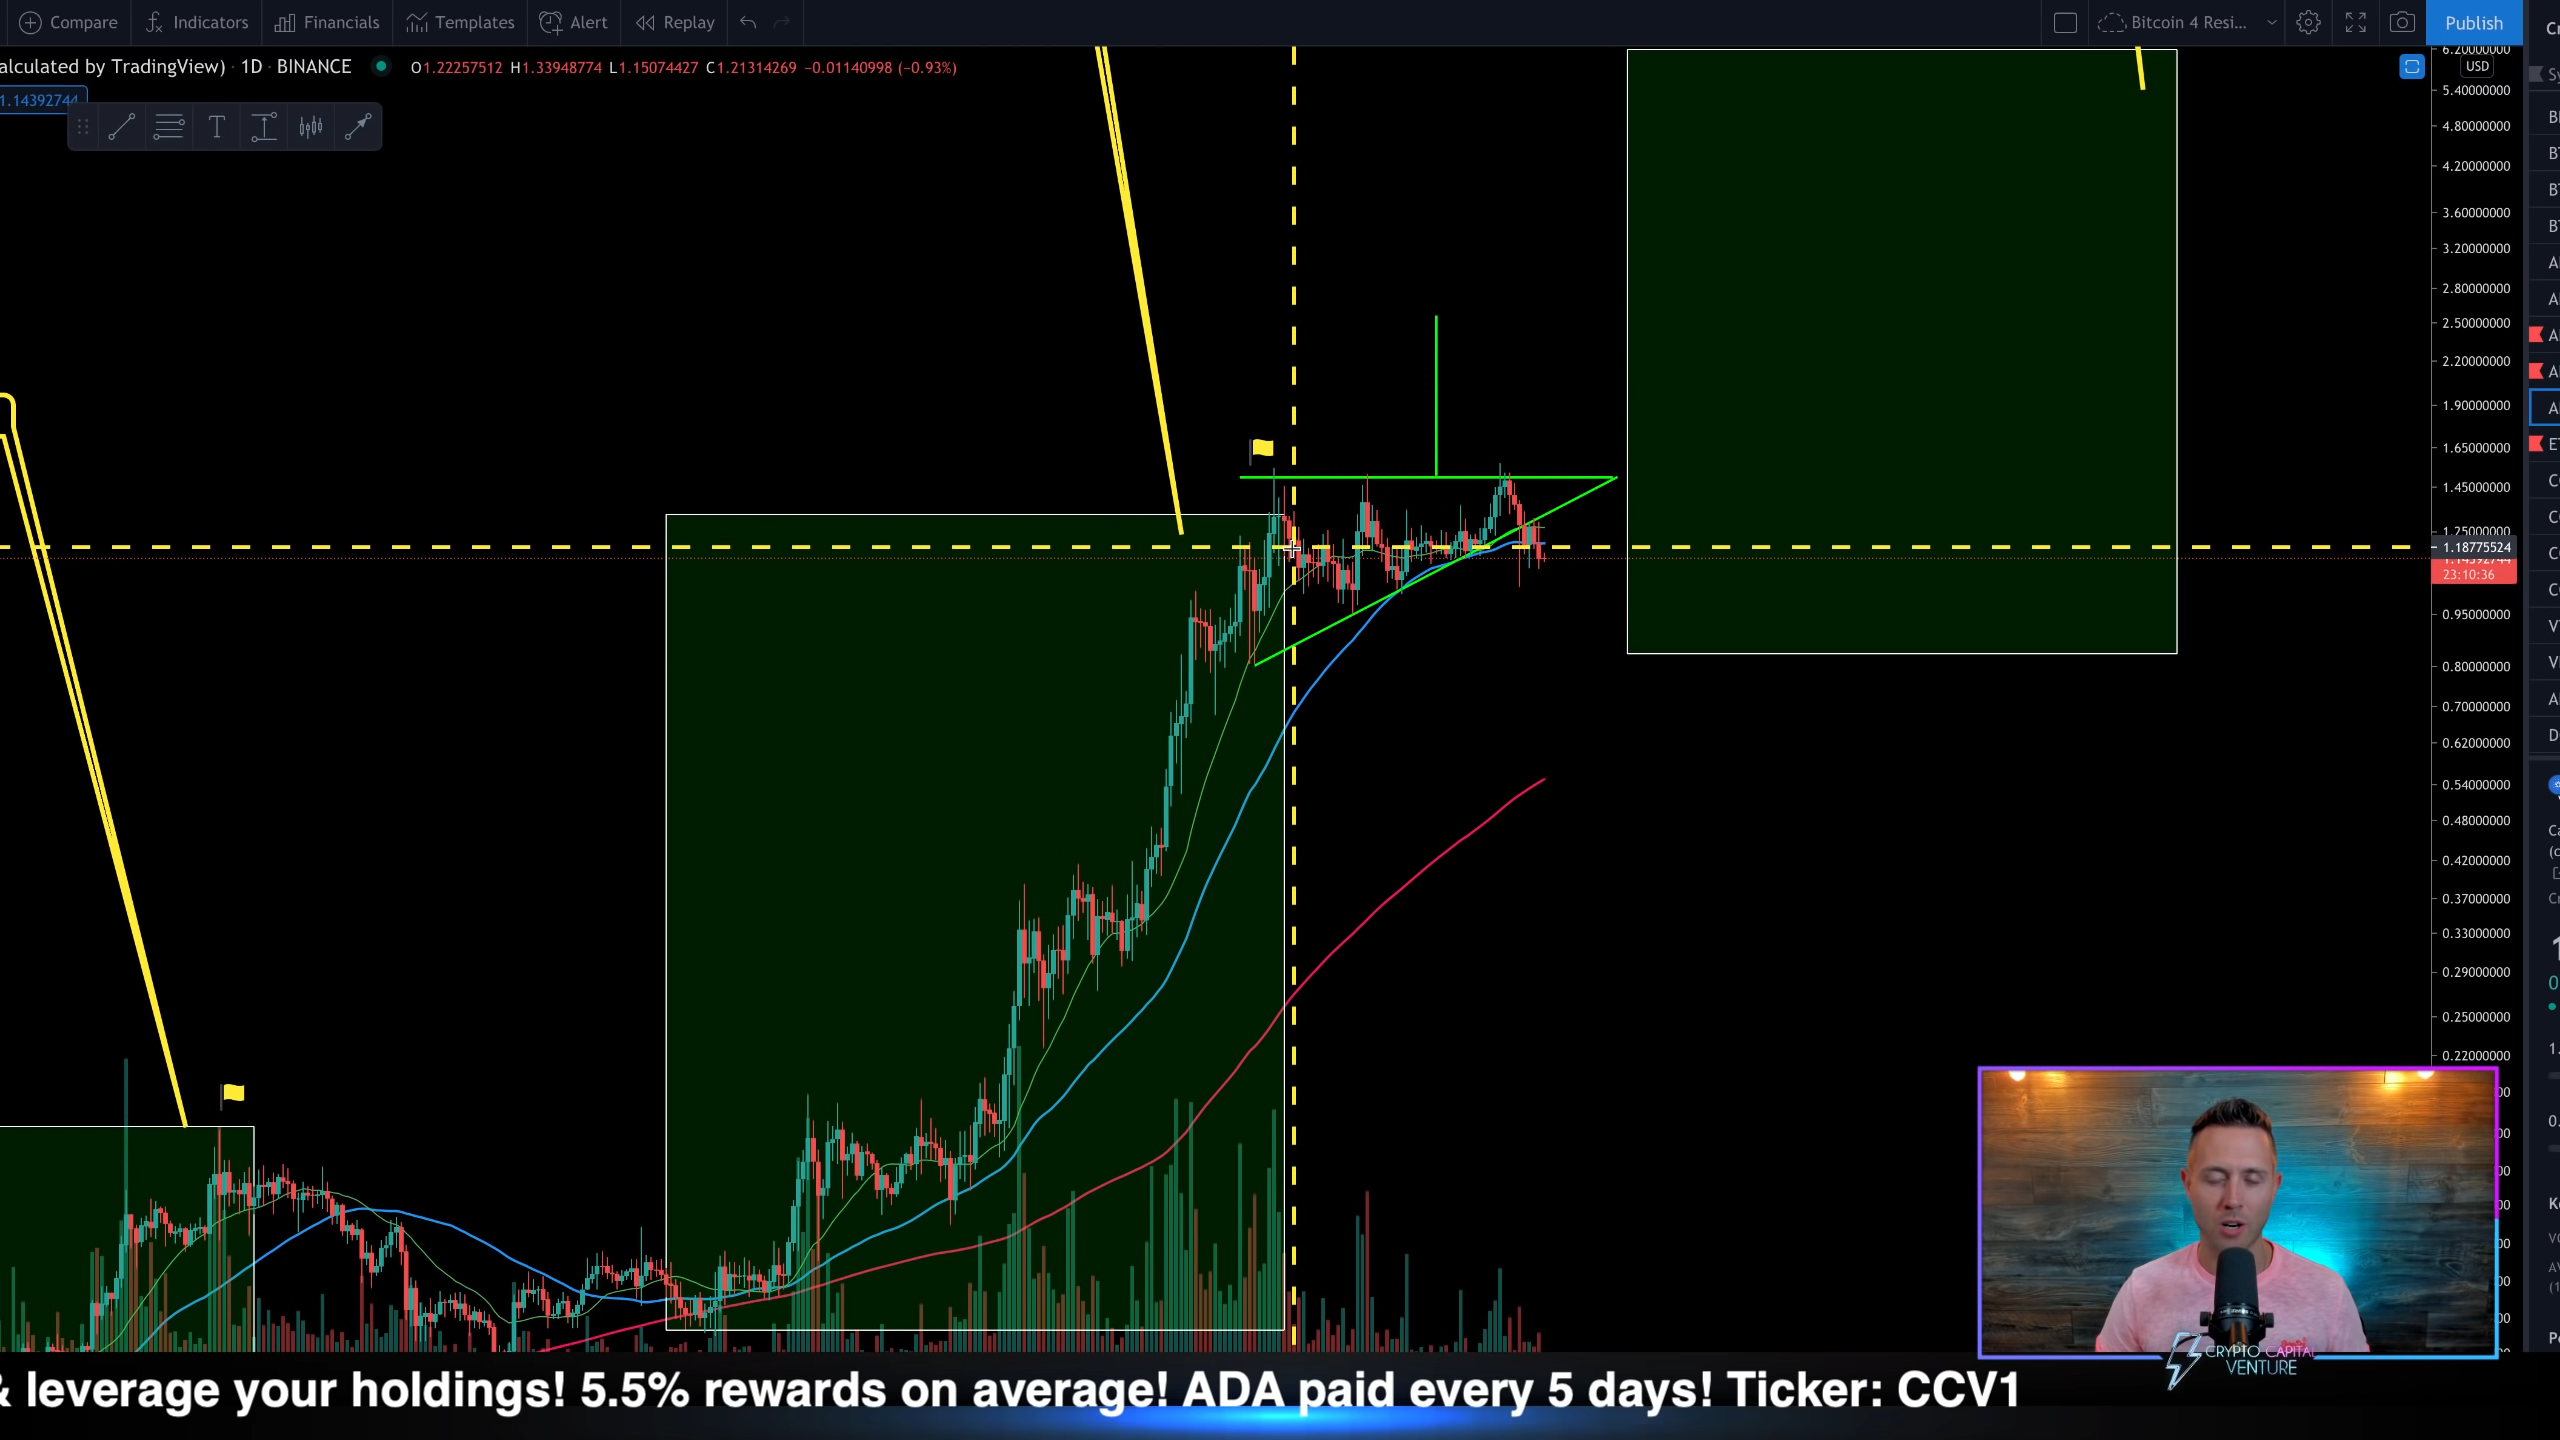 Compare
Indicators
Financials
Templates
Alert
Replay
Bitcoin 4 Resi...
Publish
alculated by TradingView) · 1D · BINANCE
O1.22257512 H1.33948774 L1.15074427 C1.21314269 −0.01140998 (−0.93%)
1.14392744
USD
6.20000000
5.40000000
4.80000000
4.20000000
3.60000000
3.20000000
2.80000000
2.50000000
2.20000000
1.90000000
1.65000000
1.45000000
1.25000000
1.18775524
1.14392744
23:10:36
0.95000000
0.80000000
0.70000000
0.62000000
0.54000000
0.48000000
0.42000000
0.37000000
0.33000000
0.29000000
0.25000000
0.22000000
CRYPTO CAPITAL
VENTURE
& leverage your holdings! 5.5% rewards on average! ADA paid every 5 days! Ticker: CCV1